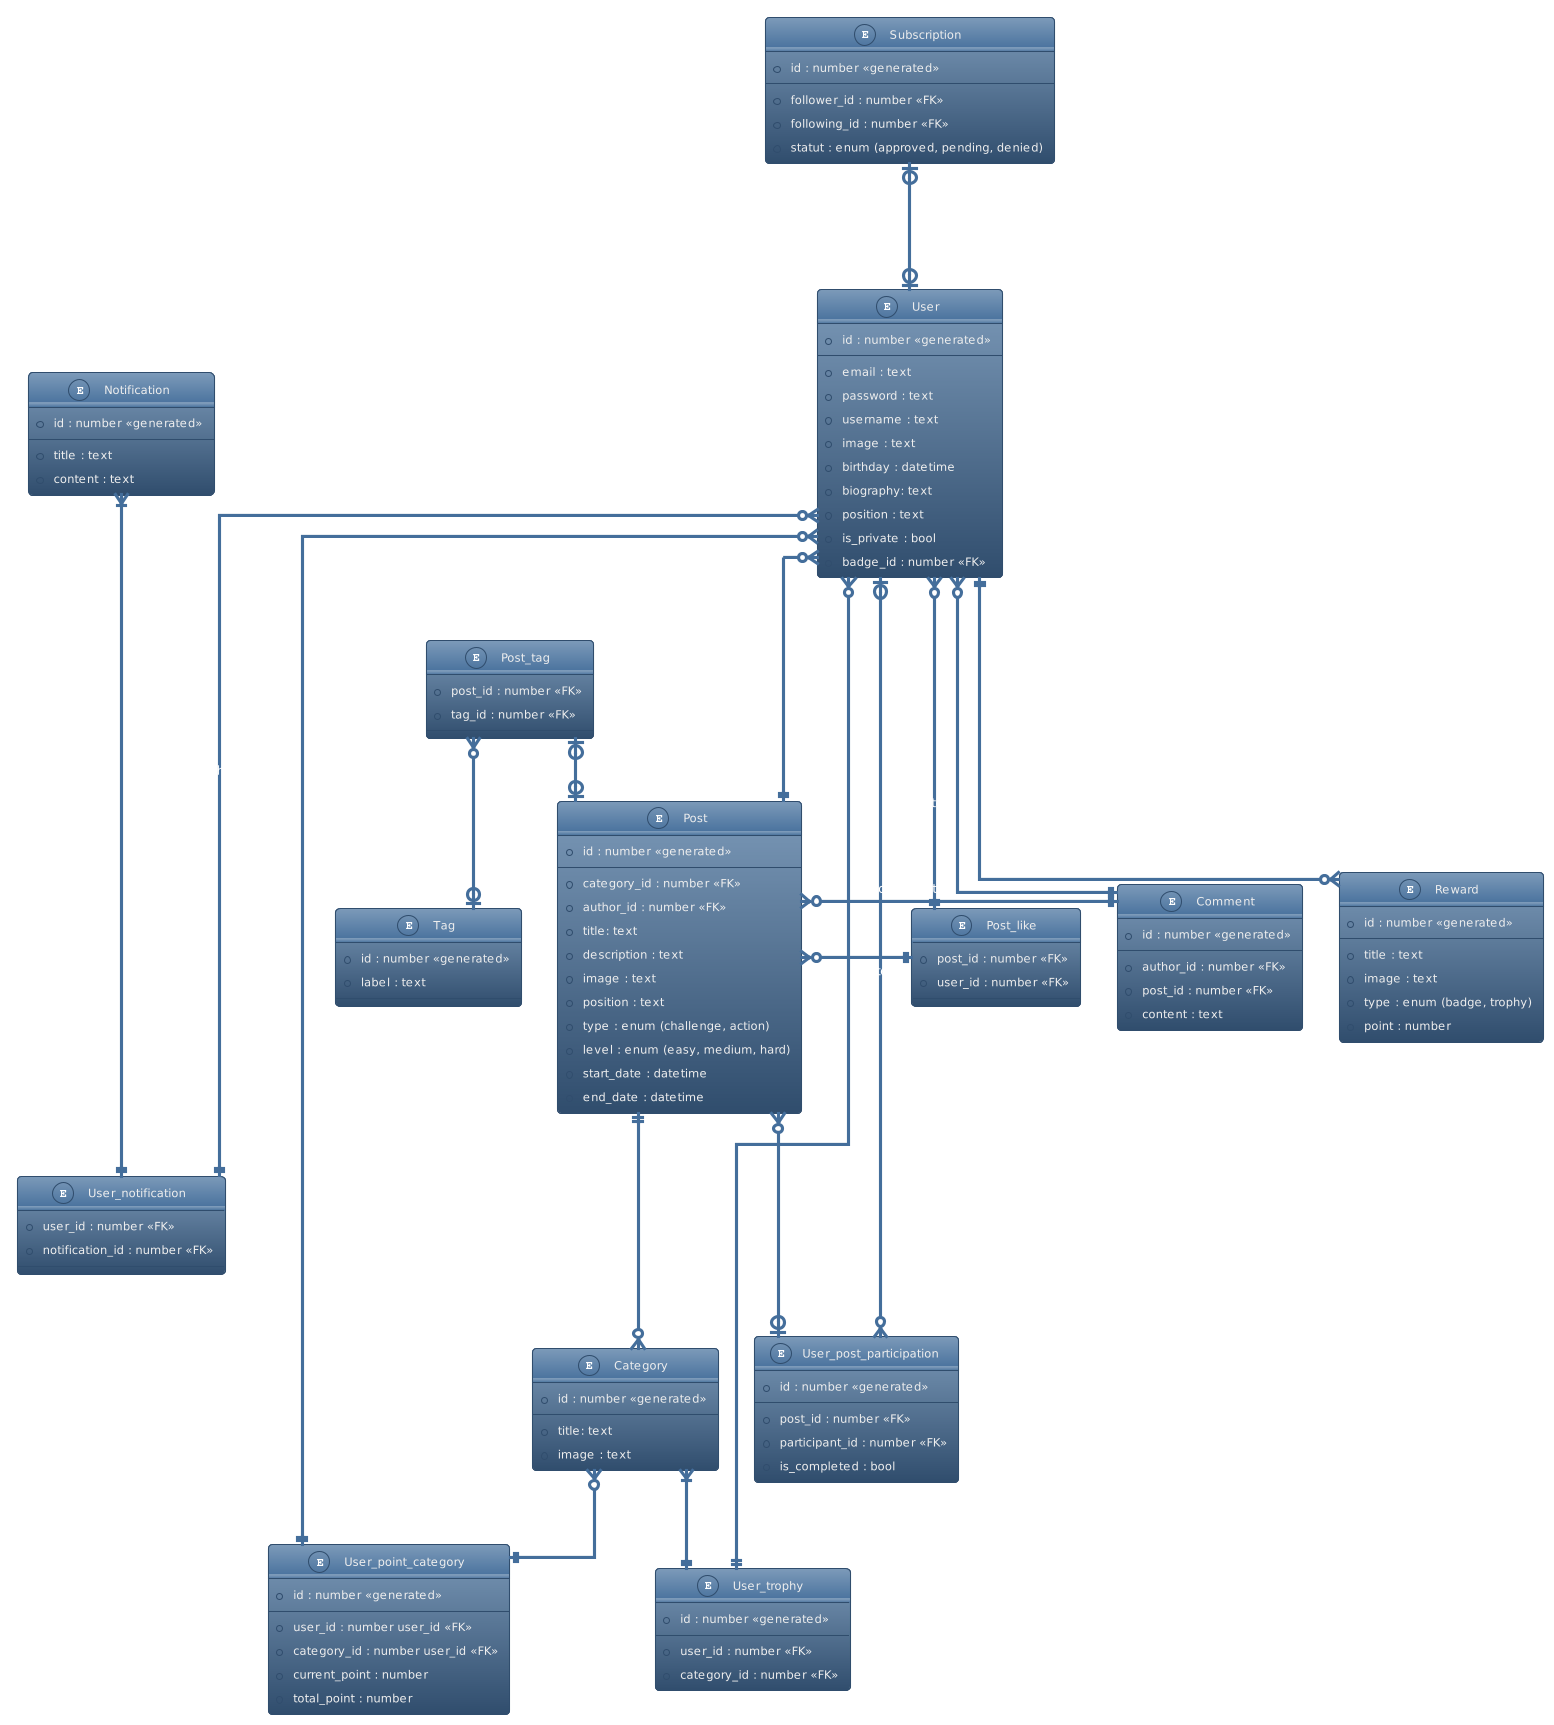 E Subscription
id : number «generated»
follower_id : number «FK»
following_id : number «FK»
statut : enum (approved, pending, denied)
E User
id : number «generated»
email : text
password : text
username : text
image : text
birthday : datetime
biography: text
position : text
is_private : bool
badge_id : number «FK»
E Notification
id : number «generated»
title : text
content : text
E Post_tag
post_id : number «FK»
tag_id : number «FK»
E Post
id : number «generated»
category_id : number «FK»
author_id : number «FK»
title: text
description : text
image : text
position : text
type : enum (challenge, action)
level : enum (easy, medium, hard)
start_date : datetime
end_date : datetime
E Tag
id : number «generated»
label : text
E Post_like
post_id : number «FK»
user_id : number «FK»
E Comment
id : number «generated»
author_id : number «FK»
post_id : number «FK»
content : text
E Reward
id : number «generated»
title : text
image : text
type : enum (badge, trophy)
point : number
E User_notification
user_id : number «FK»
notification_id : number «FK»
E Category
id : number «generated»
title: text
image : text
E User_post_participation
id : number «generated»
post_id : number «FK»
participant_id : number «FK»
is_completed : bool
E User_point_category
id : number «generated»
user_id : number user_id «FK»
category_id : number user_id «FK»
current_point : number
total_point : number
E User_trophy
id : number «generated»
user_id : number «FK»
category_id : number «FK»